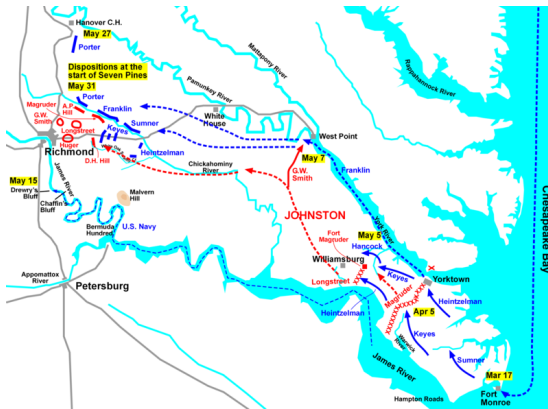 Hanover C.H.
May 27
Porter
Dispositions at the
start of Seven Pines
May 31
Porter
Magruder
A.P.
Hill
Franklin
G.W.
Smith
Sumner
Longstreet
Keyes
Huger
Richmond
D.H. Hill
Heintzelman
Mattapony River
Pamunkey River
White
House
Rappahannock River
West Point
May 7
Franklin
Chickahominy
River
G.W.
Smith
York River
Chesapeake Bay
May 15
Drewry's
Bluff
James River
Chaffin's
Bluff
Malvern
Hill
Bermuda
Hundred
U.S. Navy
JOHNSTON
May 5
Hancock
Fort
Magruder
Williamsburg
Keyes
Longstreet
Magruder
Yorktown
Heintzelman
Heintzelman
Apr 5
Keyes
Warwick
River
Sumner
Appomattox
River
Petersburg
James River
Mar 17
Fort
Monroe
Hampton Roads